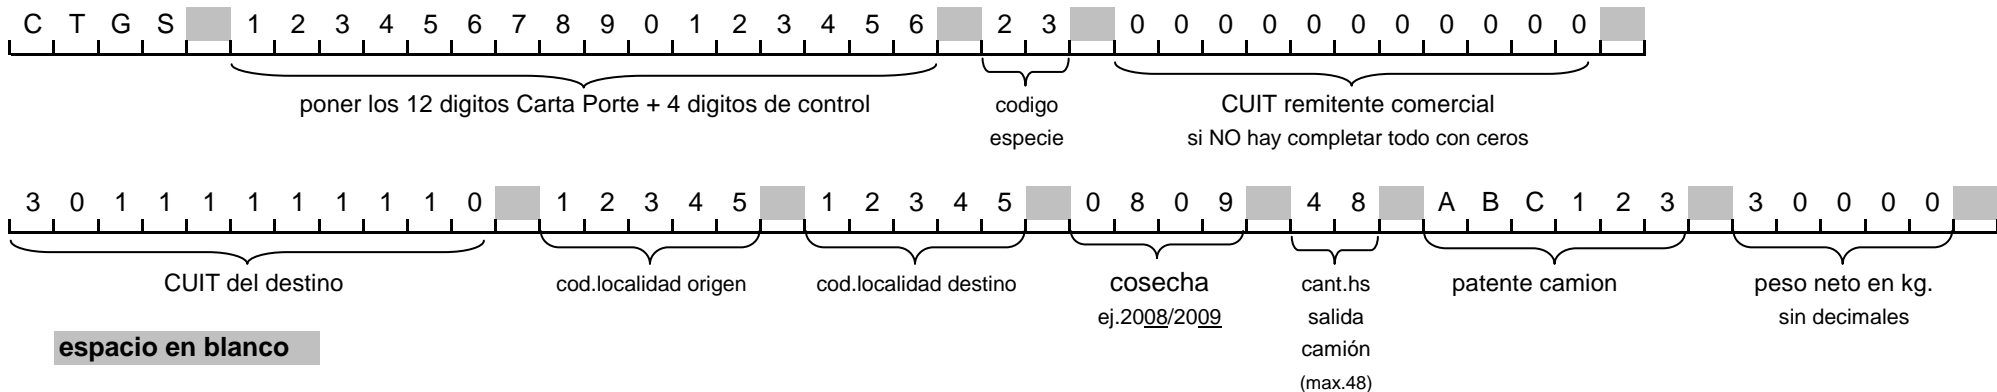 C T G S 1 2 3 4 5 6 7 8 9 0 1 2 3 4 5 6 2 3 0 0 0 0 0 0 0 0 0 0 0
poner los 12 digitos Carta Porte + 4 digitos de control codigo CUIT remitente comercial
especie si NO hay completar todo con ceros
3 0 1 1 1 1 1 1 1 1 0 1 2 3 4 5 1 2 3 4 5 0 8 0 9 4 8 A B C 1 2 3 3 0 0 0 0
CUIT del destino cod.localidad origen cod.localidad destino cosecha cant.hs patente camion peso neto en kg.
ej.2008/2009 salida sin decimales
espacio en blanco camión
(max.48)